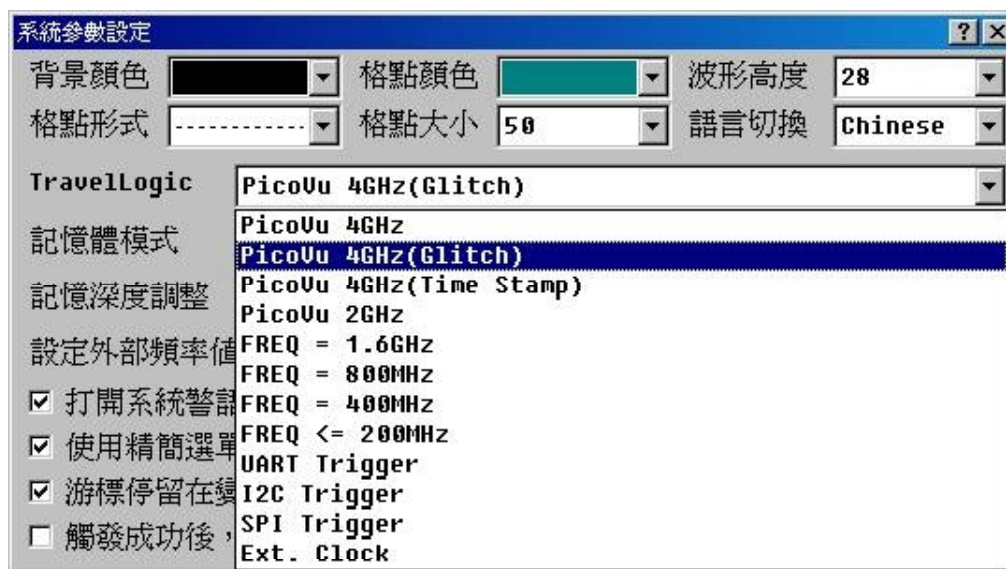 系統參數設定
背景顏色 格點顏色 波形高度 28
格點形式 格點大小 50 語言切換 Chinese
TravelLogic PicoVu 4GHz(Glitch)
PicoVu 4GHz
記憶體模式 PicoVu 4GHz(Glitch)
PicoVu 4GHz(Time Stamp)
記憶深度調整 PicoVu 2GHz
設定外部頻率值 FREQ = 1.6GHz
FREQ = 800MHz
打開系統警語 FREQ = 400MHz
使用精簡選單 FREQ <= 200MHz
UART Trigger
游標停留在變 I2C Trigger
觸發成功後， SPI Trigger
Ext. Clock